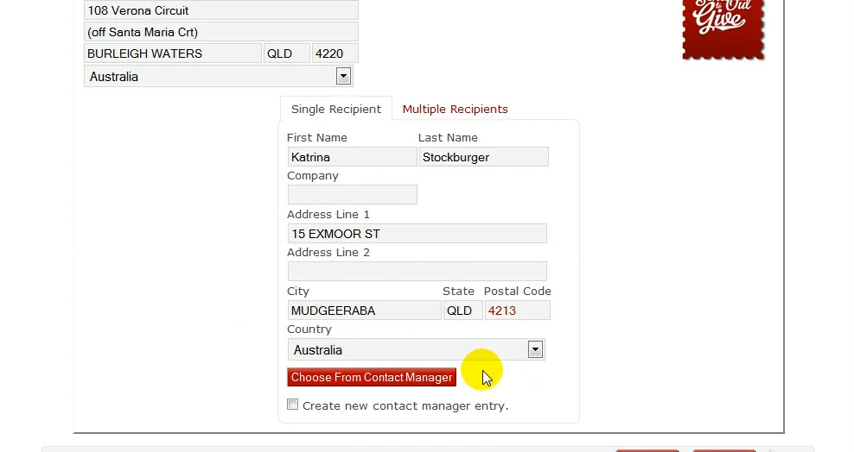 108 Verona Circuit
(off Santa Maria Crt)
BURLEIGH WATERS QLD 4220
Australia
Give
Single Recipient Multiple Recipients
First Name Last Name
Katrina Stockburger
Company
Address Line 1
15 EXMOOR ST
Address Line 2
City State Postal Code
MUDGEERABA QLD 4213
Country
Australia
Choose From Contact Manager
Create new contact manager entry.